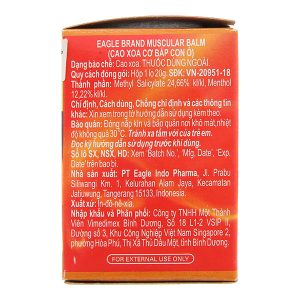 EAGLE BRAND MUSCULAR BALM
(CAO XOA CƠ BẮP CON Ó)
Dạng bào chế: Cao xoa, THUỐC DÙNG NGOÀI.
Quy cách đóng gói: Hộp 1 lọ 20g. SĐK: VN-20951-18
Thành phần: Methyl Salicylate 24,66% kl/kl. Menthol
12,22% kl/kl.
Chỉ định, Cách dùng, Chống chỉ định và các thông tin
khác: Xin xem trong tờ hướng dẫn sử dụng kèm theo.
Bảo quản: Đóng nắp kín và bảo quản nơi khô mát, nhiệt
độ không quá 30°C. Tránh xa tầm với của trẻ em.
Đọc kỹ hướng dẫn sử dụng trước khi dùng.
Số lô SX, NSX, HD: Xem 'Batch No.', 'Mfg. Date', 'Exp.
Date' trên bao bì.
Nhà sản xuất: PT Eagle Indo Pharma, Jl. Prabu
Siliwangi Km. 1, Kelurahan Alam Jaya, Kecamatan
Jatiuwung, Tangerang
Xuất xứ: In-đô-nê-xia.
Nhập khẩu và Phân phối: Công ty TNHH Một Thành
Viên Vimedimex Bình Dương, Số 18 L1-2 VSIP II
đường số 3, Khu Công Nghiệp Việt Nam Singapore 2,
phường Hòa Phú, Thị Xã Thủ Dầu Một, tỉnh Bình Dương.
FOR EXTERNAL USE ONLY